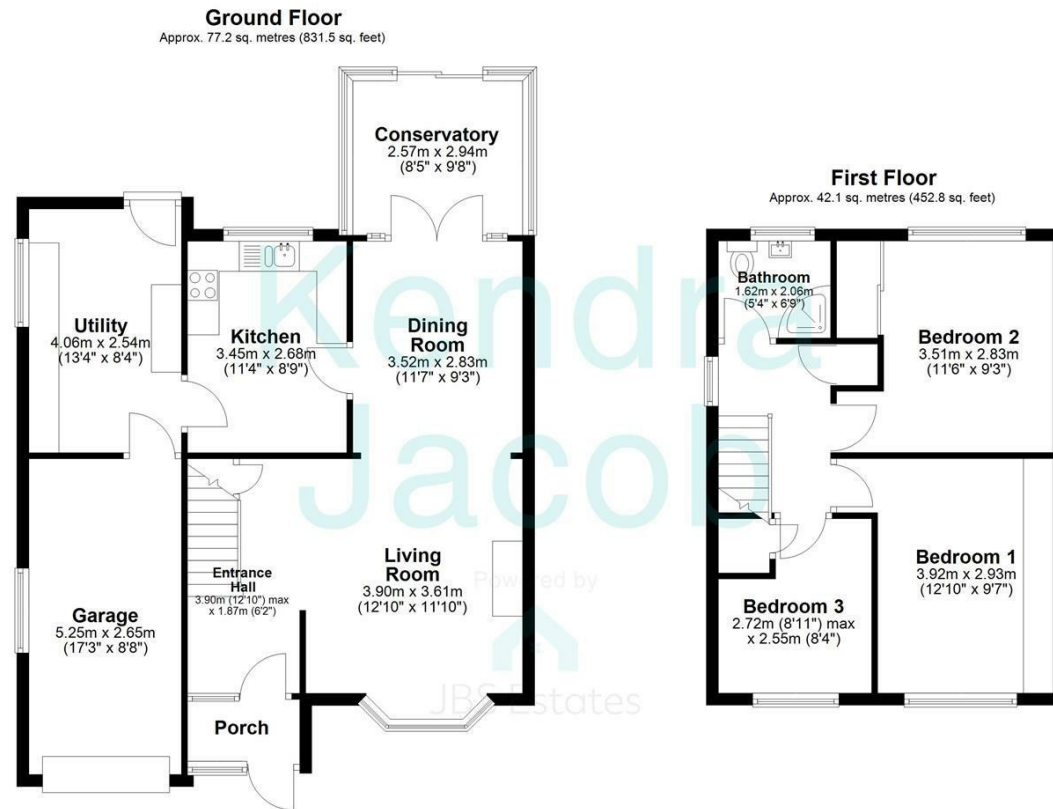 Ground Floor
Approx. 77.2 sq. metres (831.5 sq. feet)
Conservatory
2.57m x 2.94m
(8'5" x 9'8")
Utility
4.06m x 2.54m
(13'4" x 8'4")
Kitchen
3.45m x 2.68m
(11'4" x 8'9")
Dining
Room
3.52m x 2.83m
(11'7" x 9'3")
Garage
5.25m x 2.65m
(17'3" x 8'8")
Entrance
Hall
3.90m (12'10") max
x 1.87m (6'2")
Living
Room
3.90m x 3.61m
(12'10" x 11'10")
Porch
First Floor
Approx. 42.1 sq. metres (452.8 sq. feet)
Bathroom
1.62m x 2.06m
(5'4" x 6'9")
Bedroom 2
3.51m x 2.83m
(11'6" x 9'3")
Bedroom 1
3.92m x 2.93m
(12'10" x 9'7")
Bedroom 3
2.72m (8'11") max
x 2.55m (8'4")
Kendra
Jacob
Powered by
JBS Estates